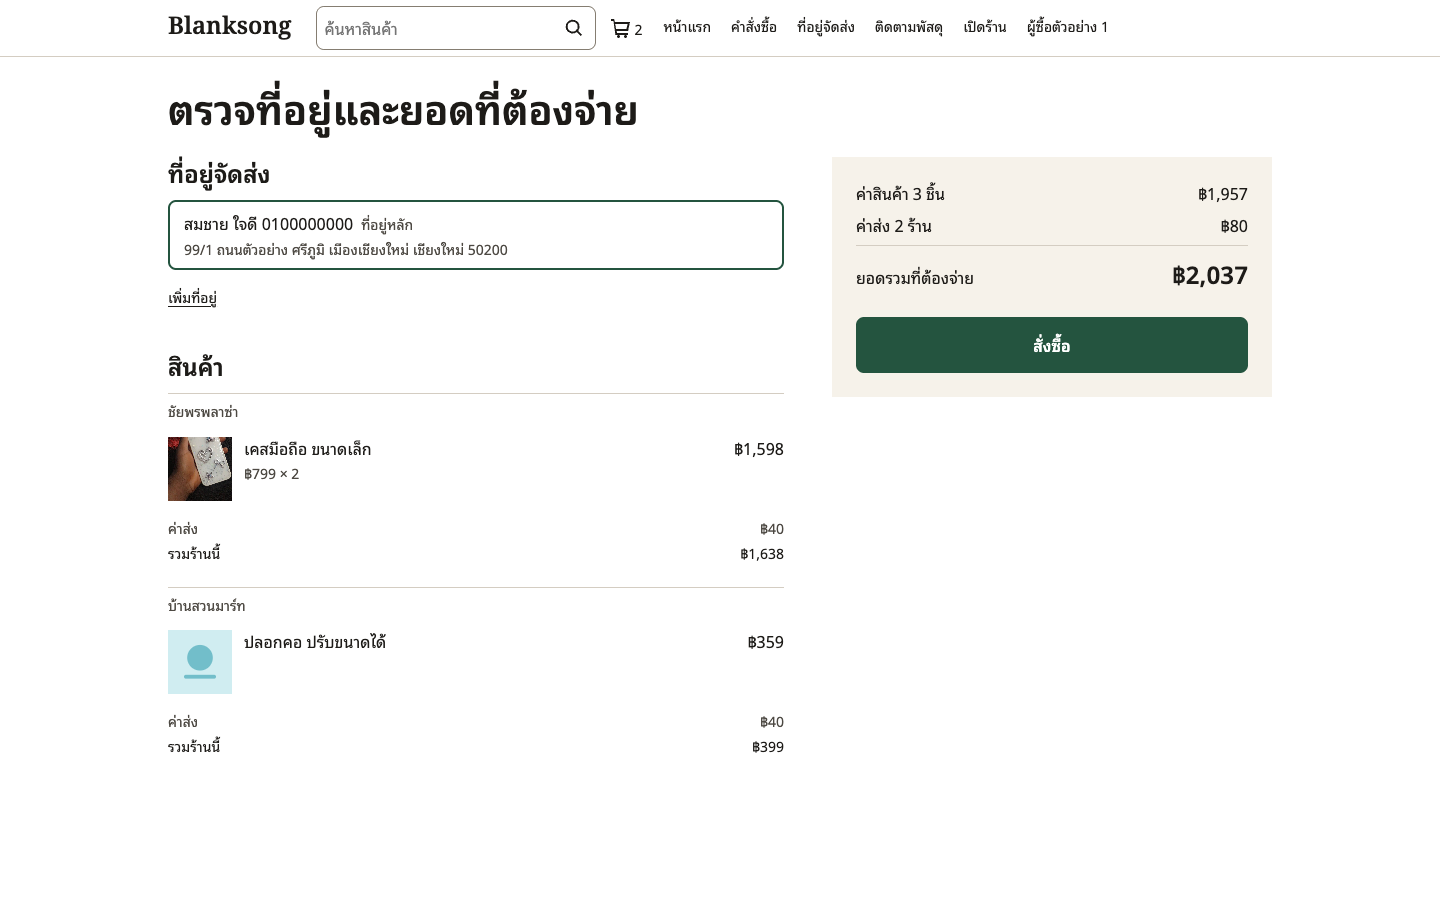 Blanksong
ค้นหาสินค้า
2
หน้าแรก
คำสั่งซื้อ
ที่อยู่จัดส่ง
ติดตามพัสดุ
เปิดร้าน
ผู้ซื้อตัวอย่าง 1
ตรวจที่อยู่และยอดที่ต้องจ่าย
ที่อยู่จัดส่ง
สมชาย ใจดี 0100000000 ที่อยู่หลัก
99/1 ถนนตัวอย่าง ศรีภูมิ เมืองเชียงใหม่ เชียงใหม่ 50200
เพิ่มที่อยู่
สินค้า
ชัยพรพลาซ่า
เคสมือถือ ขนาดเล็ก ฿1,598
฿799 × 2
ค่าส่ง ฿40
รวมร้านนี้ ฿1,638
บ้านสวนมาร์ท
ปลอกคอ ปรับขนาดได้ ฿359
ค่าส่ง ฿40
รวมร้านนี้ ฿399
ค่าสินค้า 3 ชิ้น ฿1,957
ค่าส่ง 2 ร้าน ฿80
ยอดรวมที่ต้องจ่าย ฿2,037
สั่งซื้อ